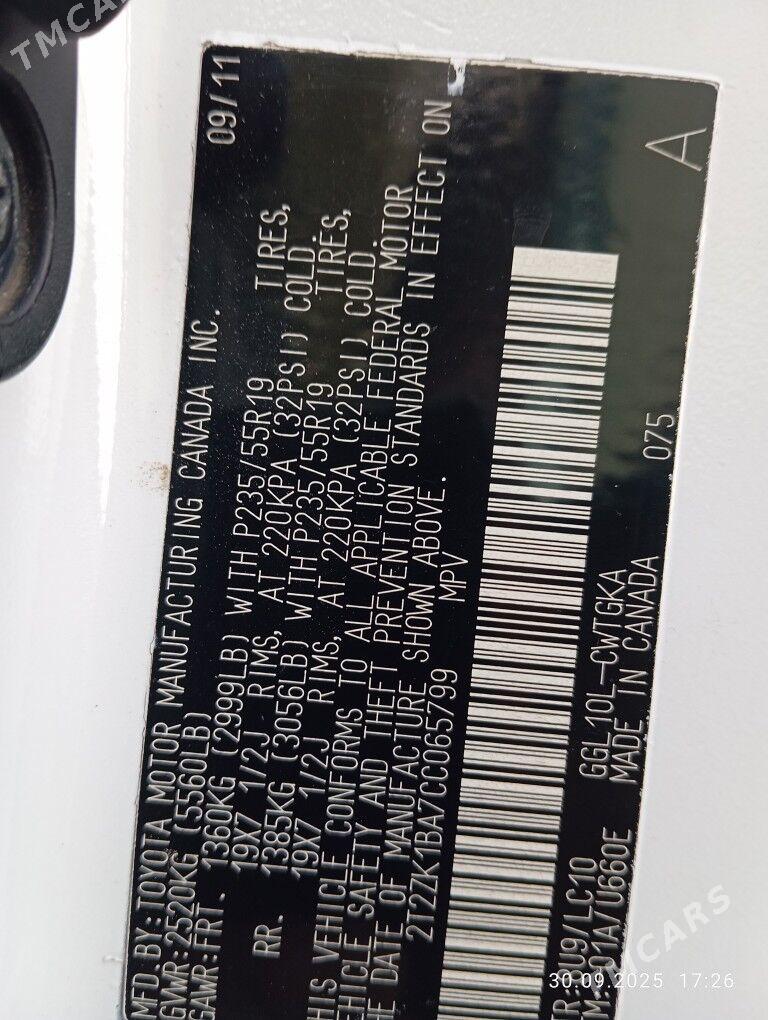 MFD.BY:TOYOTA MOTOR MANUFACTURING CANADA INC. 09/11
GVWR:2520KG (5560LB)
GAWR:FRT. 1360KG (2999LB) WITH P235/55R19 TIRES,
19X7 1/2J RIMS, AT 220KPA (32PSI) COLD.
RR. 1385KG (3056LB) WITH P235/55R19 TIRES,
19X7 1/2J RIMS, AT 220KPA (32PSI) COLD.
THIS VEHICLE CONFORMS TO ALL APPLICABLE FEDERAL MOTOR
VEHICLE SAFETY AND THEFT PREVENTION STANDARDS IN EFFECT ON
THE DATE OF MANUFACTURE SHOWN ABOVE.
2T2ZK1BA7CC065799 MPV
A
TR: LC10 GGL10L-CWTGKA 075
01A/U660E MADE IN CANADA
TMCARS
TMCARS
30.09.2025 17:26